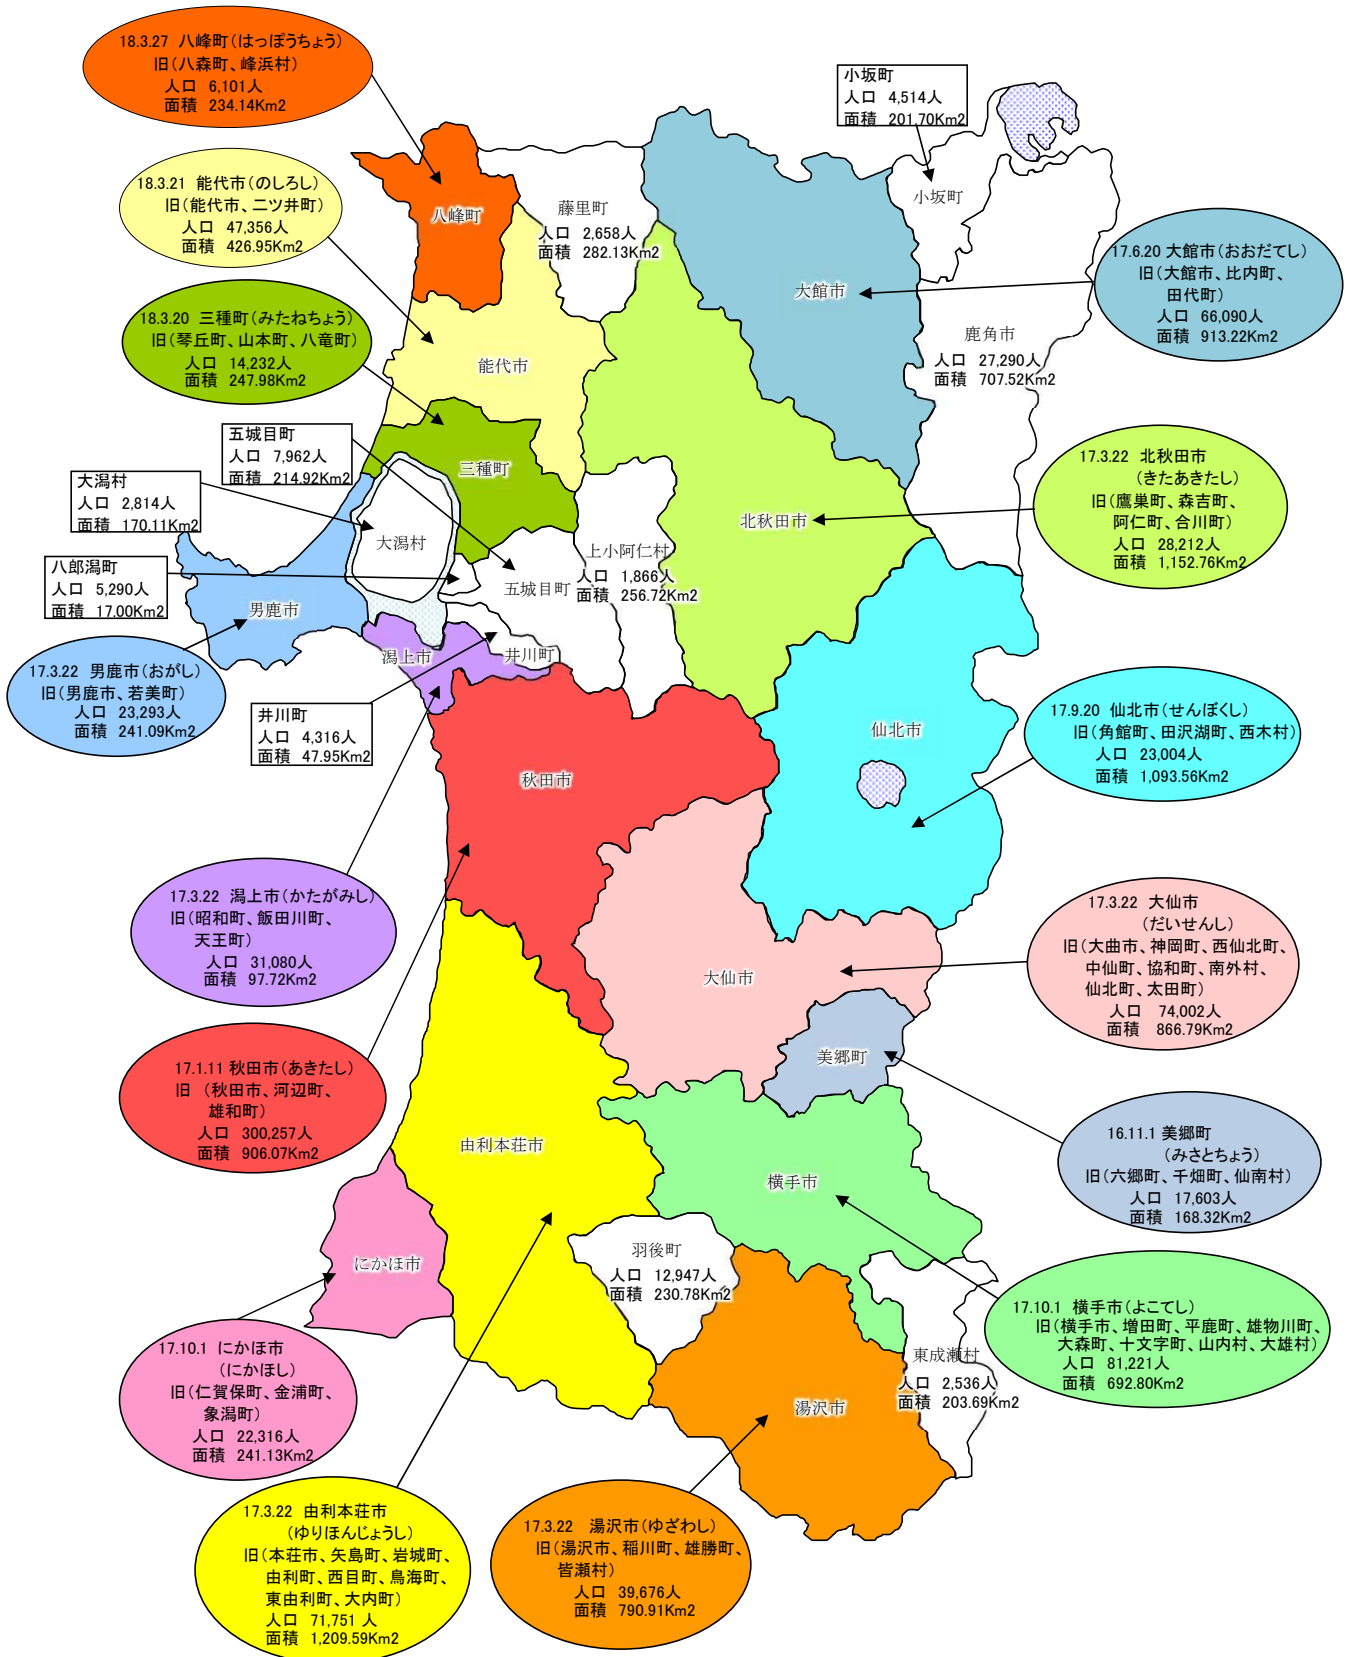 18.3.27 八峰町(はっぽうちょう)
旧(八森町、峰浜村)
人口 6,101人
面積 234.14Km2
小坂町
人口 4,514人
面積 201.70Km2
18.3.21 能代市(のしろし)
旧(能代市、二ツ井町)
人口 47,356人
面積 426.95Km2
八峰町
藤里町
人口 2,658人
面積 282.13Km2
小坂町
17.6.20 大館市(おおだてし)
旧(大館市、比内町、
田代町)
人口 66,090人
面積 913.22Km2
大館市
18.3.20 三種町(みたねちょう)
旧(琴丘町、山本町、八竜町)
人口 14,232人
面積 247.98Km2
能代市
鹿角市
人口 27,290人
面積 707.52Km2
五城目町
人口 7,962人
面積 214.92Km2
三種町
大潟村
人口 2,814人
面積 170.11Km2
17.3.22 北秋田市
(きたあきたし)
旧(鷹巣町、森吉町、
阿仁町、合川町)
人口 28,212人
面積 1,152.76Km2
北秋田市
大潟村
上小阿仁村
人口 1,866人
面積 256.72Km2
八郎潟町
人口 5,290人
面積 17.00Km2
五城目町
男鹿市
潟上市
井川町
17.3.22 男鹿市(おがし)
旧(男鹿市、若美町)
人口 23,293人
面積 241.09Km2
井川町
人口 4,316人
面積 47.95Km2
17.9.20 仙北市(せんぼくし)
旧(角館町、田沢湖町、西木村)
人口 23,004人
面積 1,093.56Km2
仙北市
秋田市
17.3.22 潟上市(かたがみし)
旧(昭和町、飯田川町、
天王町)
人口 31,080人
面積 97.72Km2
17.3.22 大仙市
(だいせんし)
旧(大曲市、神岡町、西仙北町、
中仙町、協和町、南外村、
仙北町、太田町)
人口 74,002人
面積 866.79Km2
大仙市
17.1.11 秋田市(あきたし)
旧 (秋田市、河辺町、
雄和町)
人口 300,257人
面積 906.07Km2
美郷町
16.11.1 美郷町
(みさとちょう)
旧(六郷町、千畑町、仙南村)
人口 17,603人
面積 168.32Km2
由利本荘市
横手市
にかほ市
羽後町
人口 12,947人
面積 230.78Km2
17.10.1 横手市(よこてし)
旧(横手市、増田町、平鹿町、雄物川町、
大森町、十文字町、山内村、大雄村)
人口 81,221人
面積 692.80Km2
17.10.1 にかほ市
(にかほし)
旧(仁賀保町、金浦町、
象潟町)
人口 22,316人
面積 241.13Km2
東成瀬村
人口 2,536人
面積 203.69Km2
湯沢市
17.3.22 由利本荘市
(ゆりほんじょうし)
旧(本荘市、矢島町、岩城町、
由利町、西目町、鳥海町、
東由利町、大内町)
人口 71,751 人
面積 1,209.59Km2
17.3.22 湯沢市(ゆざわし)
旧(湯沢市、稲川町、雄勝町、
皆瀬村)
人口 39,676人
面積 790.91Km2